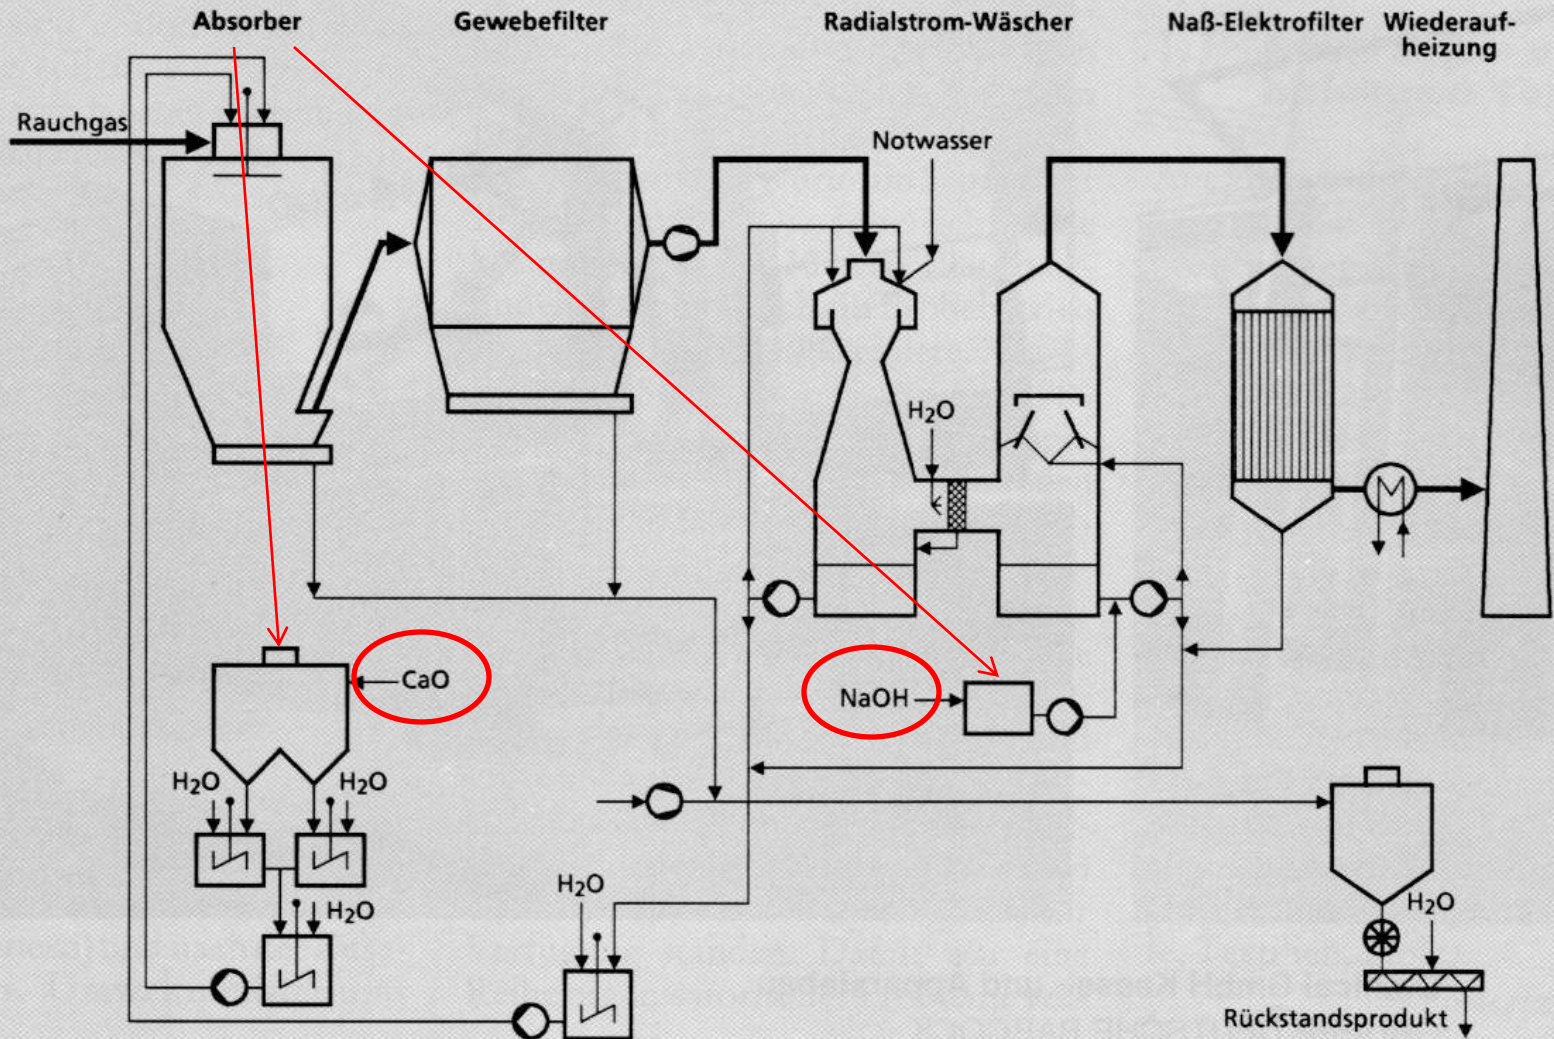 Absorber
Gewebefilter
Radialstrom-Wäscher
Naß-Elektrofilter
Wiederauf-
heizung
Rauchgas
Notwasser
H₂O
CaO
NaOH
H₂O
H₂O
H₂O
H₂O
H₂O
Rückstandsprodukt